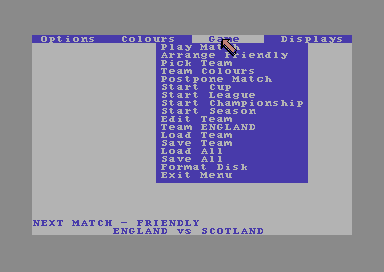 Options Colours Game Displays
Play Match
Arrange Friendly
Pick Team
Team Colours
Postpone Match
Start Cup
Start League
Start Championship
Start Season
Edit Team
Team ENGLAND
Load Team
Save Team
Load All
Save All
Format Disk
Exit Menu
NEXT MATCH - FRIENDLY
ENGLAND vs SCOTLAND